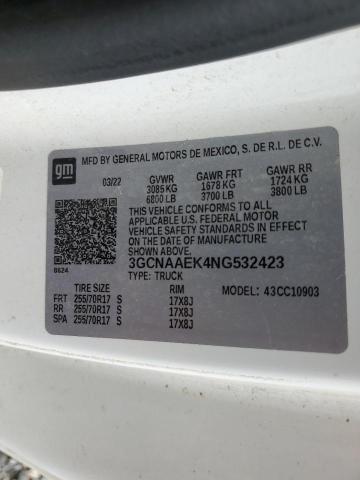 gm
MFD BY GENERAL MOTORS DE MEXICO, S. DE R.L. DE C.V.
03/22 GVWR GAWR FRT GAWR RR
3085 KG 1678 KG 1724 KG
6800 LB 3700 LB 3800 LB
THIS VEHICLE CONFORMS TO ALL
APPLICABLE U.S. FEDERAL MOTOR
VEHICLE SAFETY STANDARDS IN
EFFECT ON THE DATE OF MANUFACTURE
SHOWN ABOVE.
8624 3GCNAAEK4NG532423
TYPE: TRUCK
TIRE SIZE RIM MODEL: 43CC10903
FRT 255/70R17 S 17X8J
RR 255/70R17 S 17X8J
SPA 255/70R17 S 17X8J